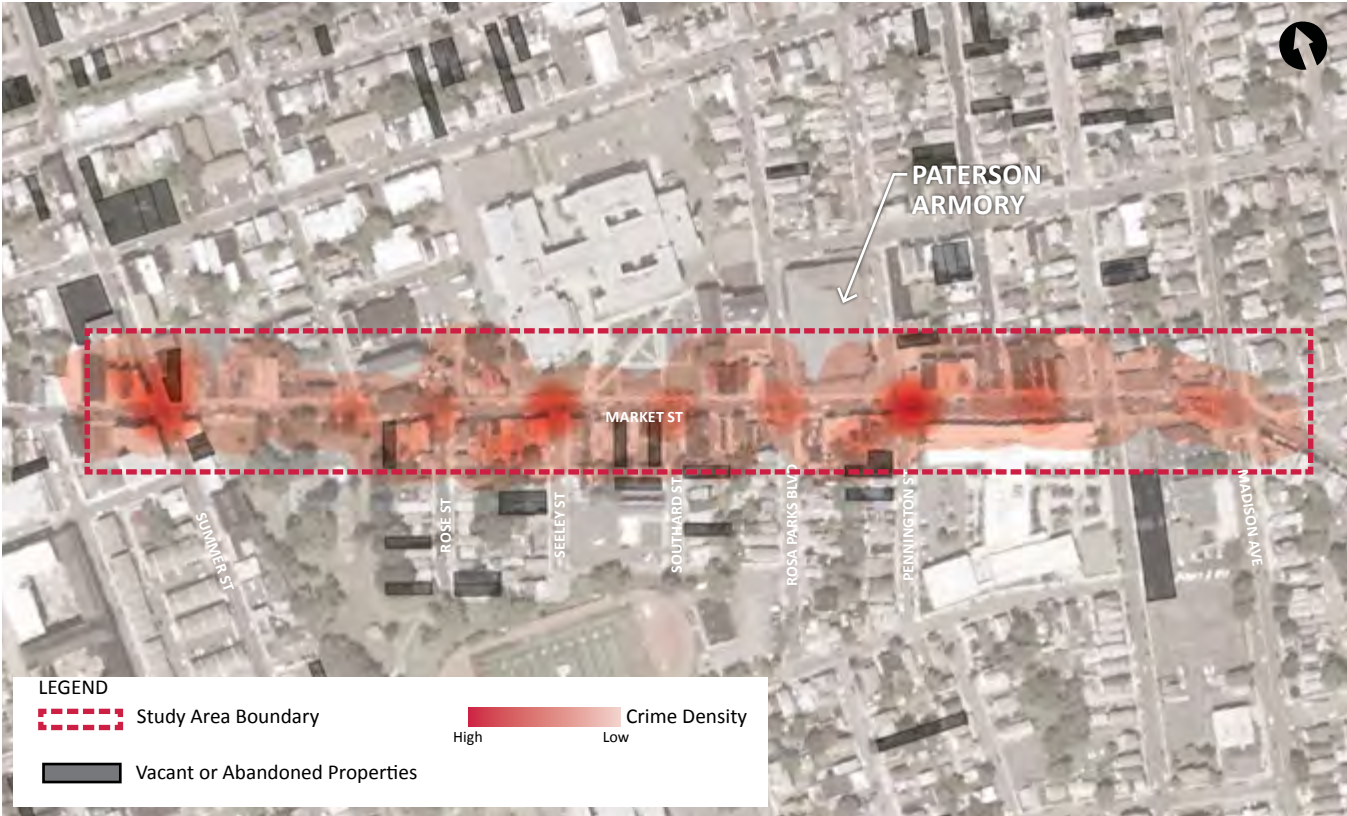 PATERSON
ARMORY
MARKET ST
SUMMER ST
ROSE ST
SEELEY ST
SOUTHARD ST
ROSA PARKS BLVD
PENNINGTON ST
MADISON AVE
LEGEND
Study Area Boundary
Crime Density
High
Low
Vacant or Abandoned Properties